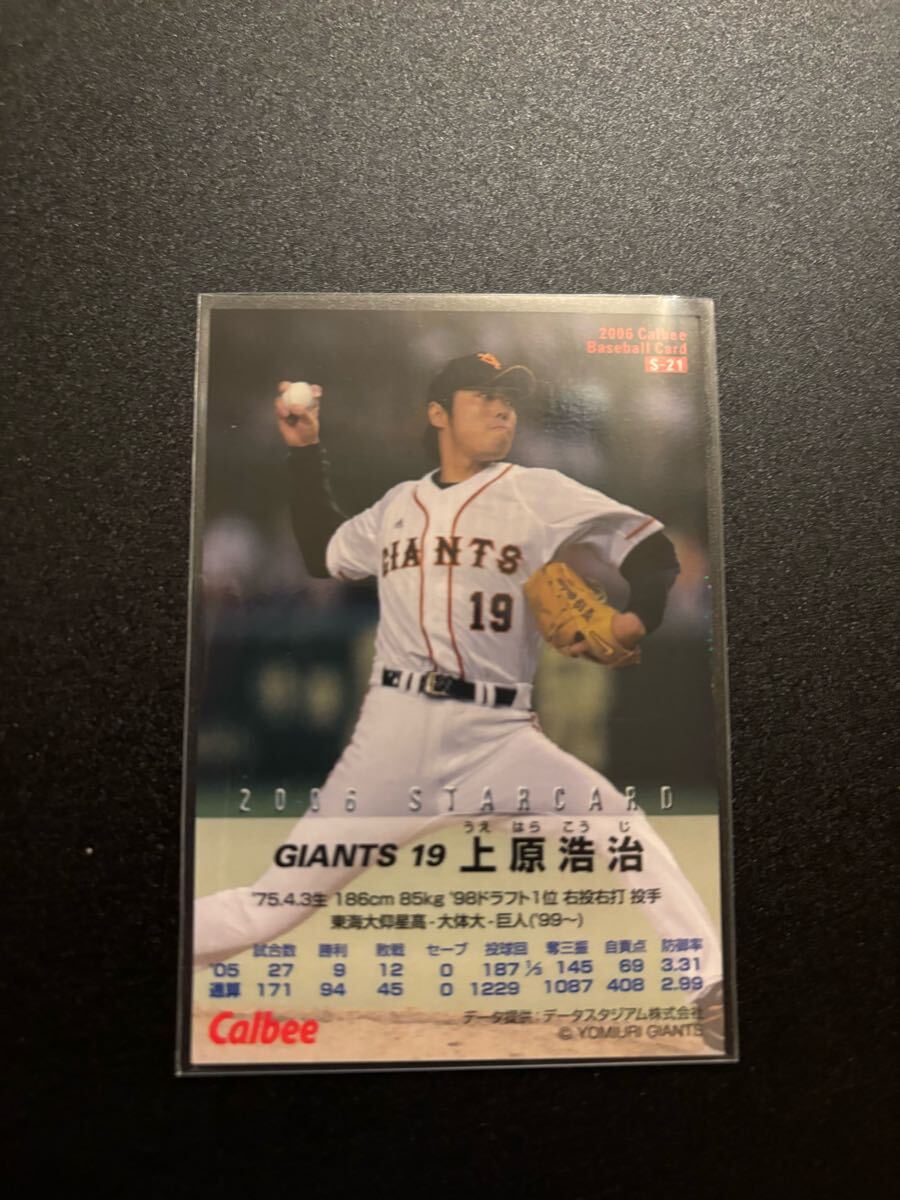 2006 Calbee
Baseball Card
S-21
GIANTS
19
2006 STARCARD
うえ はら こう じ
GIANTS 19 上原浩治
'75.4.3生 186cm 85kg '98ドラフト1位 右投右打 投手
東海大仰星高-大体大-巨人('99〜)
試合数 勝利 敗戦 セーブ 投球回 奪三振 自責点 防御率
'05 27 9 12 0 187 1/3 145 69 3.31
通算 171 94 45 0 1229 1087 408 2.99
データ提供:データスタジアム株式会社
Calbee
© YOMIURI GIANTS